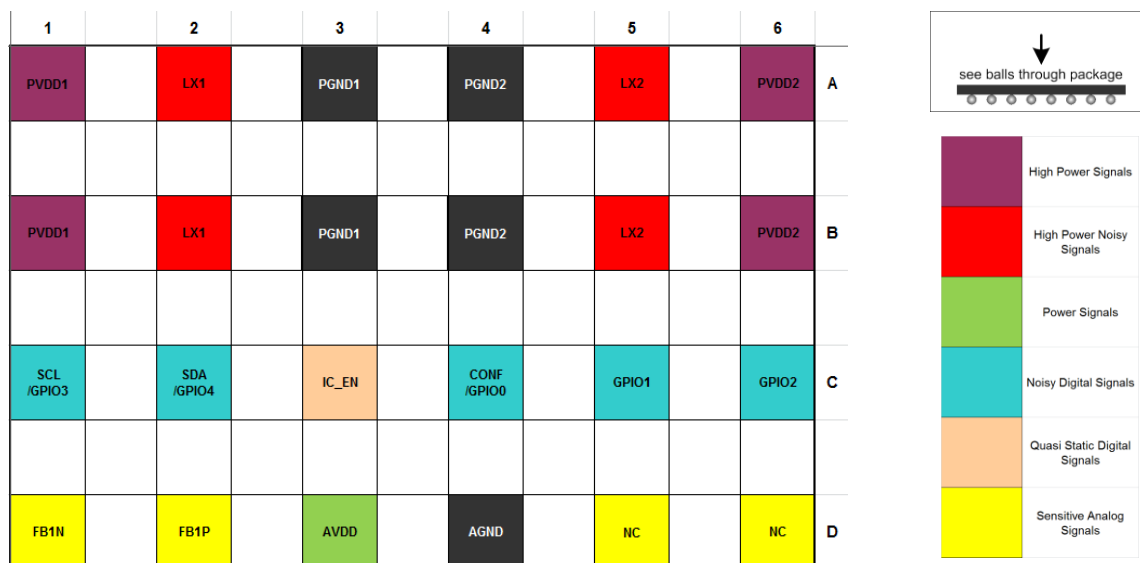 1 2 3 4 5 6
PVDD1 LX1 PGND1 PGND2 LX2 PVDD2 A
PVDD1 LX1 PGND1 PGND2 LX2 PVDD2 B
SCL SDA IC_EN CONF GPIO1 GPIO2 C
/GPIO3 /GPIO4 /GPIO0
FB1N FB1P AVDD AGND NC NC D
see balls through package
High Power Signals
High Power Noisy
Signals
Power Signals
Noisy Digital Signals
Quasi Static Digital
Signals
Sensitive Analog
Signals